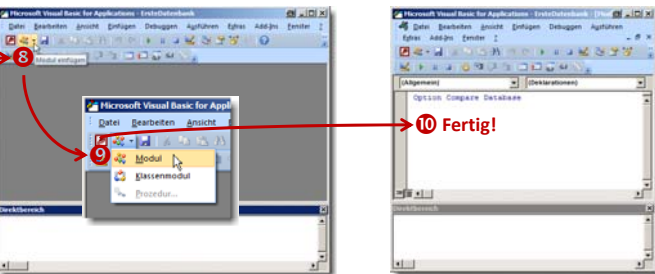 Microsoft Visual Basic for Applications - ErsteDatenbank
Datei Bearbeiten Ansicht Einfügen Debuggen Ausführen Extras Add-Ins Fenster ?
8
Modul einfügen
Microsoft Visual Basic for Appl
Datei Bearbeiten Ansicht
9
Modul
Klassenmodul
Prozedur...
Direktbereich
Microsoft Visual Basic for Applications - ErsteDatenbank - [
Datei Bearbeiten Ansicht Einfügen Debuggen Ausführen
Extras Add-Ins Fenster ?
(Allgemein)
(Deklarationen)
Option Compare Database
10 Fertig!
Direktbereich